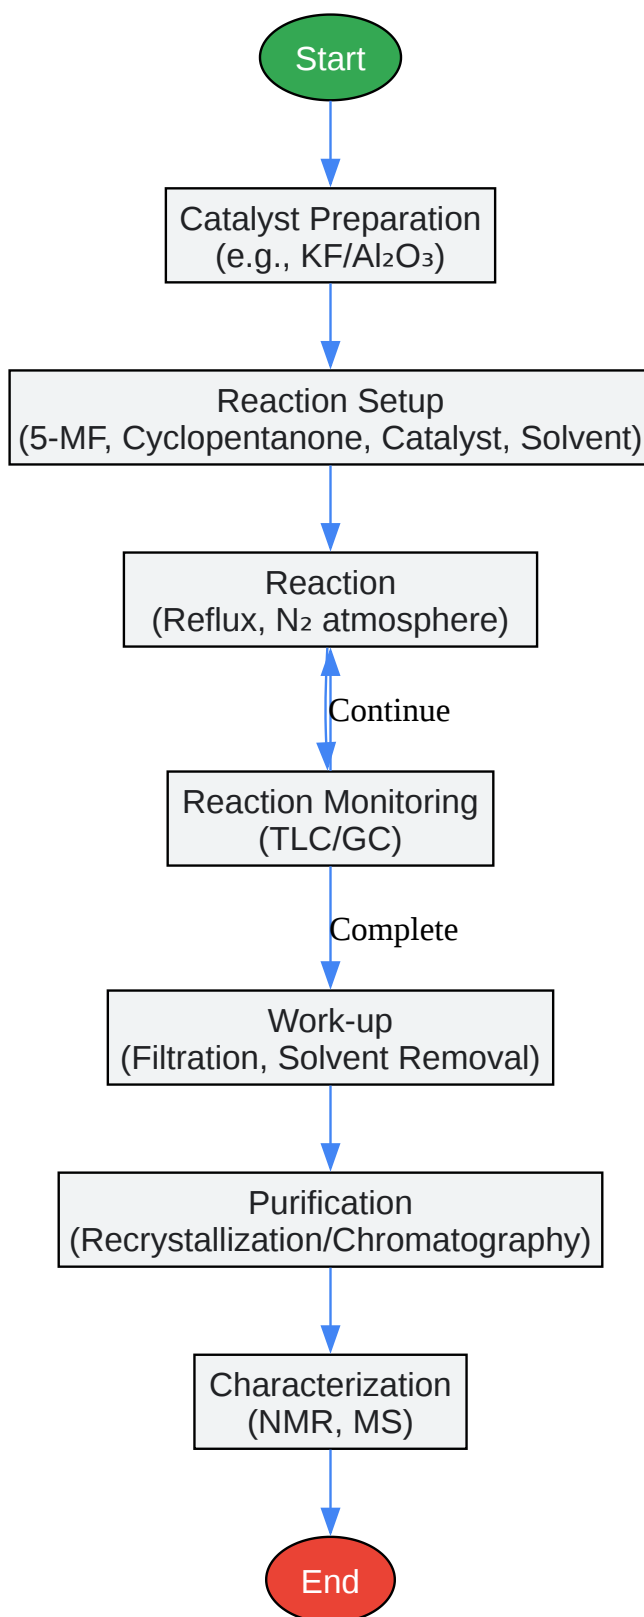 Start
Catalyst Preparation
(e.g., KF/Al₂O₃)
Reaction Setup
(5-MF, Cyclopentanone, Catalyst, Solvent)
Reaction
(Reflux, N₂ atmosphere)
Continue
Reaction Monitoring
(TLC/GC)
Complete
Work-up
(Filtration, Solvent Removal)
Purification
(Recrystallization/Chromatography)
Characterization
(NMR, MS)
End